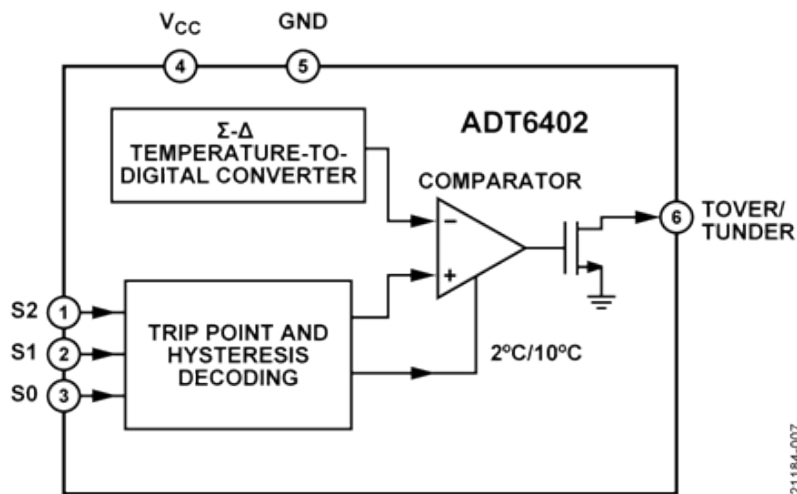 VCC
GND
4
5
Σ-Δ
TEMPERATURE-TO-
DIGITAL CONVERTER
ADT6402
COMPARATOR
−
+
6
TOVER/
TUNDER
S2
1
S1
2
S0
3
TRIP POINT AND
HYSTERESIS
DECODING
2°C/10°C
21184-007